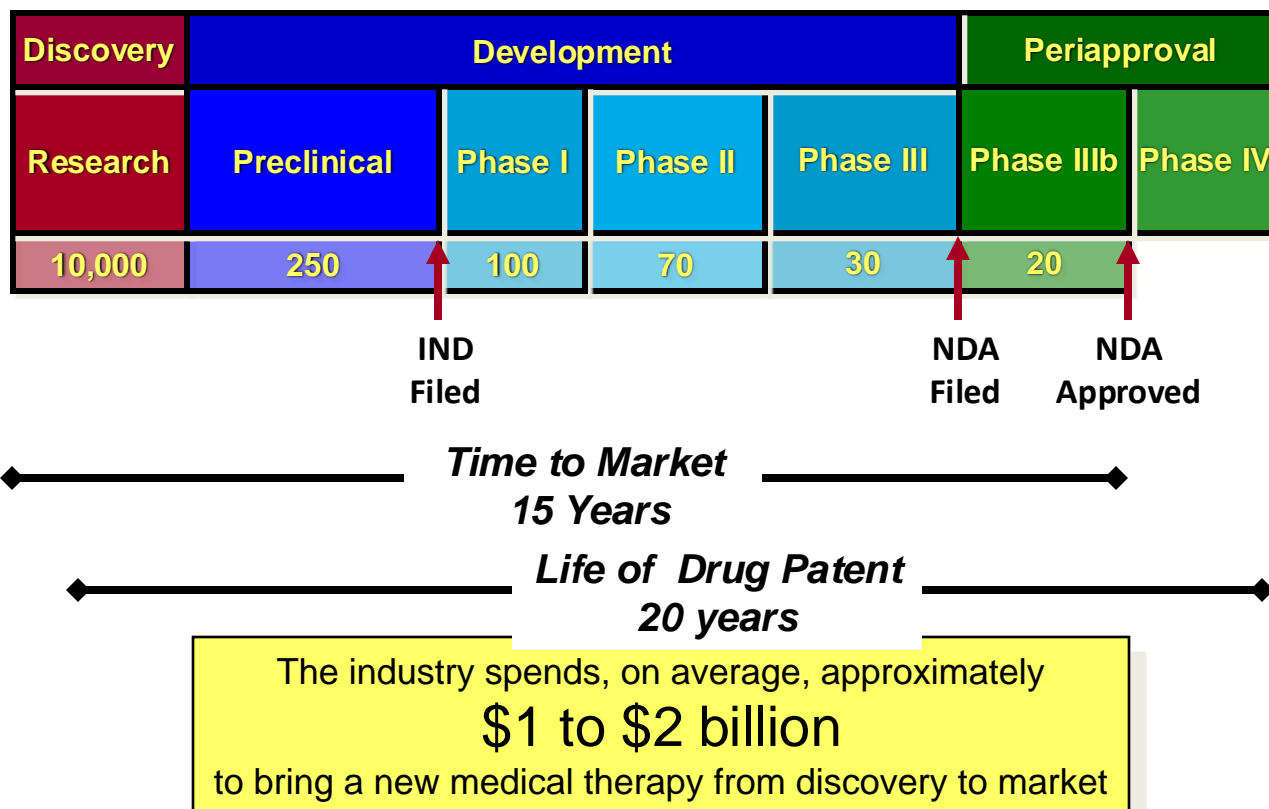 Discovery Development Periapproval
Research Preclinical Phase I Phase II Phase III Phase IIIb Phase IV
10,000 250 100 70 30 20
IND NDA NDA
Filed Filed Approved
Time to Market
15 Years
Life of Drug Patent
20 years
The industry spends, on average, approximately
$1 to $2 billion
to bring a new medical therapy from discovery to market